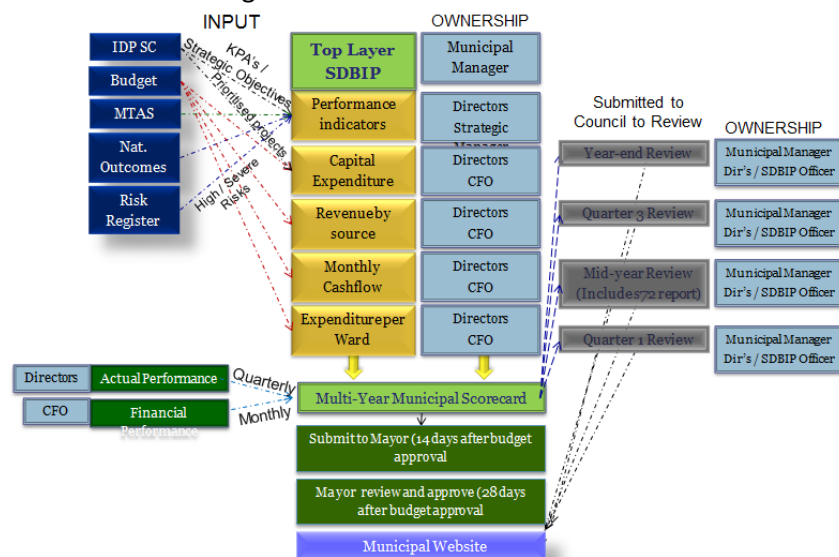 INPUT
OWNERSHIP
IDP SC
Budget
MTAS
Nat.
Outcomes
Risk
Register
KPA's /
Strategic Objectives
Prioritised projects
High / Severe
Risks
Top Layer
SDBIP
Municipal
Manager
Performance
indicators
Directors
Strategic
Manager
Capital
Expenditure
Directors
CFO
Revenueby
source
Directors
CFO
Monthly
Cashflow
Directors
CFO
Expenditureper
Ward
Directors
CFO
Submitted to
Council to Review
OWNERSHIP
Year-end Review
Municipal Manager
Dir's / SDBIP Officer
Quarter 3 Review
Municipal Manager
Dir's / SDBIP Officer
Mid-year Review
(Includes72 report)
Municipal Manager
Dir's / SDBIP Officer
Quarter 1 Review
Municipal Manager
Dir's / SDBIP Officer
Directors
Actual Performance
Quarterly
CFO
Financial
Performance
Monthly
Multi-Year Municipal Scorecard
Submit to Mayor (14 days after budget
approval
Mayor review and approve (28 days
after budget approval
Municipal Website